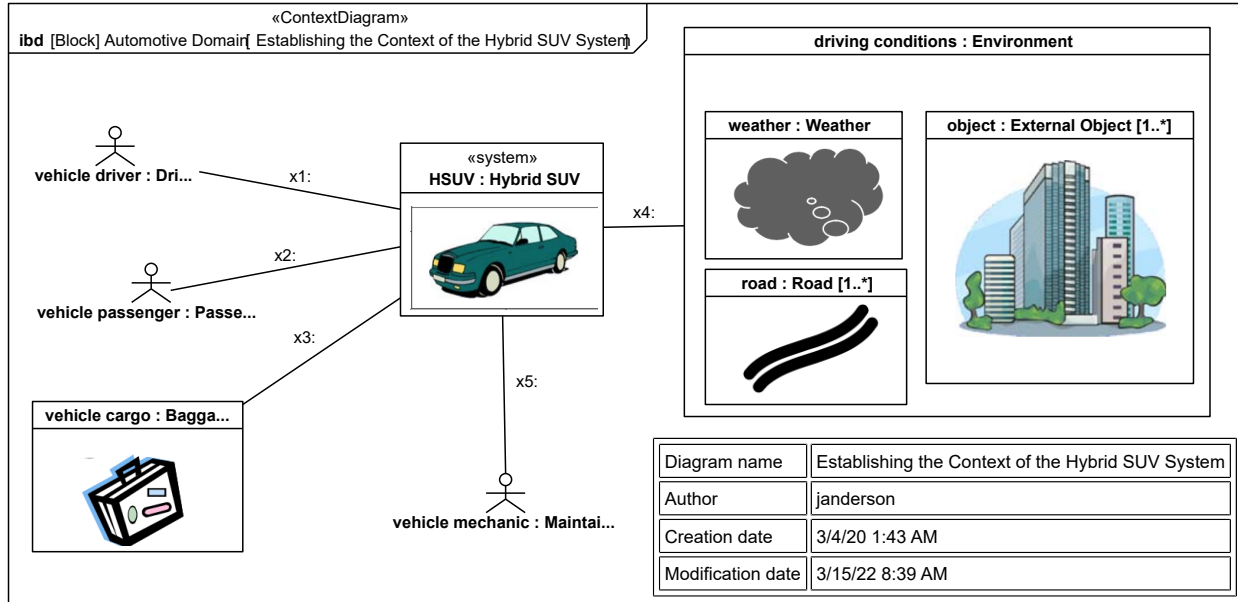 «ContextDiagram»
ibd [Block] Automotive Domain[ Establishing the Context of the Hybrid SUV System]
driving conditions : Environment
weather : Weather
object : External Object [1..*]
vehicle driver : Dri...
x1:
«system»
HSUV : Hybrid SUV
x4:
x2:
vehicle passenger : Passe...
road : Road [1..*]
x3:
x5:
vehicle cargo : Bagga...
vehicle mechanic : Maintai...
Diagram name Establishing the Context of the Hybrid SUV System
Author janderson
Creation date 3/4/20 1:43 AM
Modification date 3/15/22 8:39 AM